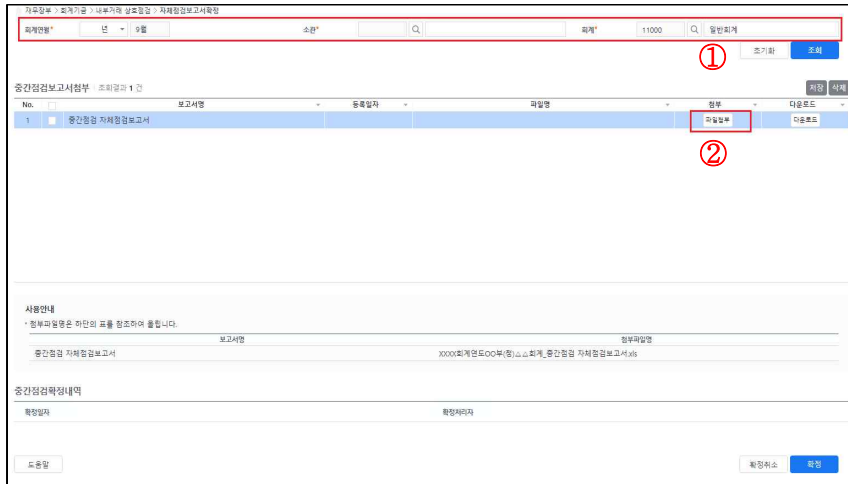 재무장부 > 회계기금 > 내부거래 상호점검 > 자체점검보고서확정
회계연월* 년 9월 소관* 회계* 11000 일반회계
①
초기화 조회
중간점검보고서첨부 조회결과 1 건 저장 삭제
No. 보고서명 등록일자 파일명 첨부 다운로드
1 중간점검 자체점검보고서 파일첨부 다운로드
②
사용안내
* 첨부파일명은 하단의 표를 참조하여 올립니다.
보고서명 첨부파일명
중간점검 자체점검보고서 XXXX회계연도OO부(청)△△회계_중간점검 자체점검보고서.xls
중간점검확정내역
확정일자 확정처리자
도움말 확정취소 확정